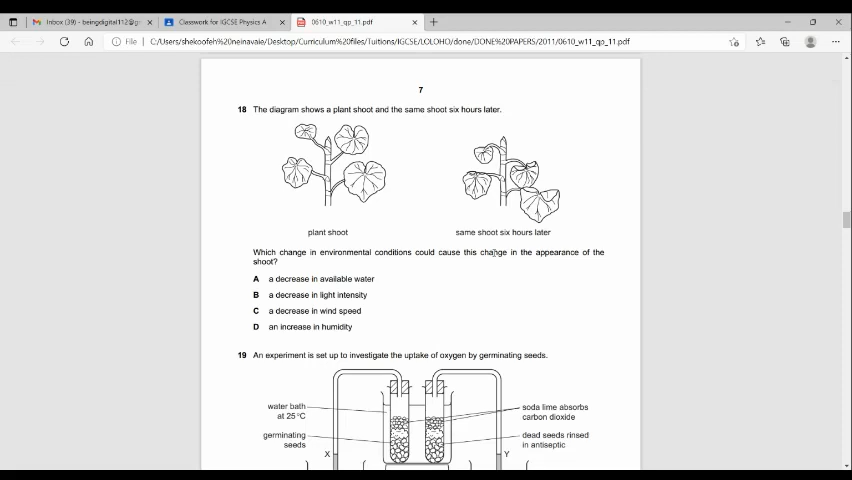 Inbox (39) - beingdigital112@g
Classwork for IGCSE Physics A
0610_w11_qp_11.pdf
File
C:/Users/shekoofeh%20neinavaie/Desktop/Curriculum%20files/Tuitions/IGCSE/LOLOHO/done/DONE%20PAPERS/2011/0610_w11_qp_11.pdf
7
18 The diagram shows a plant shoot and the same shoot six hours later.
plant shoot
same shoot six hours later
Which change in environmental conditions could cause this change in the appearance of the
shoot?
A a decrease in available water
B a decrease in light intensity
C a decrease in wind speed
D an increase in humidity
19 An experiment is set up to investigate the uptake of oxygen by germinating seeds.
water bath
at 25 °C
soda lime absorbs
carbon dioxide
germinating
seeds
dead seeds rinsed
in antiseptic
X
Y